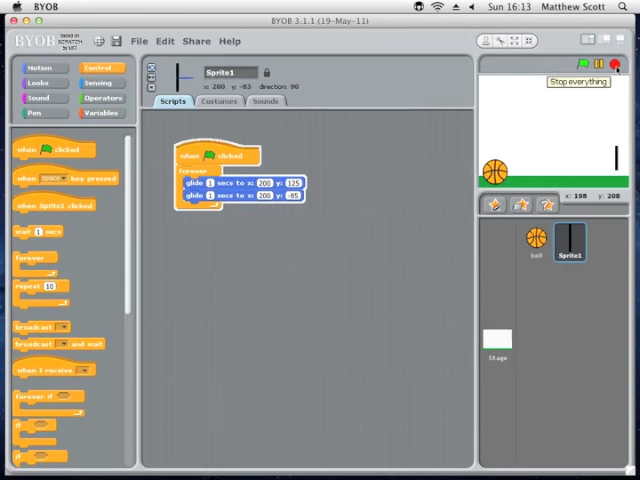 BYOB
Sun 16:13 Matthew Scott
BYOB 3.1.1 (19-May-11)
BYOB
File Edit Share Help
Motion Control
Looks Sensing
Sound Operators
Pen Variables
Sprite1
x: 200 y: -83 direction: 90
Scripts Costumes Sounds
Stop everything
when clicked
when space key pressed
when Sprite1 clicked
wait 1 secs
forever
repeat 10
broadcast
broadcast and wait
when I receive
forever if
if
if
when clicked
forever
glide 1 secs to x: 200 y: 125
glide 1 secs to x: 200 y: -85
x: 198 y: 208
ball Sprite1
Stage